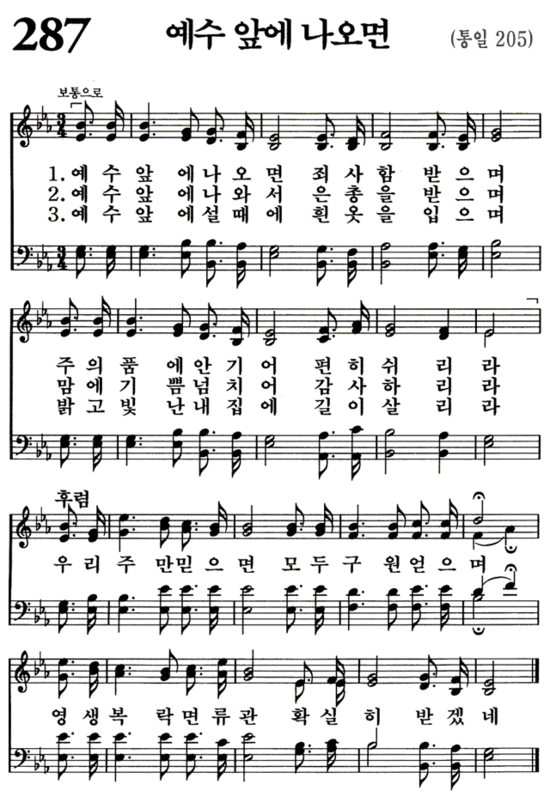 287 예수 앞에 나오면 (통일 205)
보통으로
1. 예 수 앞 에 나 오 면 죄 사 함 받 으 며
2. 예 수 앞 에 나 와 서 은 총 을 받 으 며
3. 예 수 앞 에 설 때 에 흰 옷 을 입 으 며
주 의 품 에 안 기 어 편 히 쉬 리 라
맘 에 기 쁨 넘 치 어 감 사 하 리 라
밝 고 빛 난 내 집 에 길 이 살 리 라
후렴
우 리 주 만 믿 으 면 모 두 구 원 얻 으 며
영 생 복 락 면 류 관 확 실 히 받 겠 네